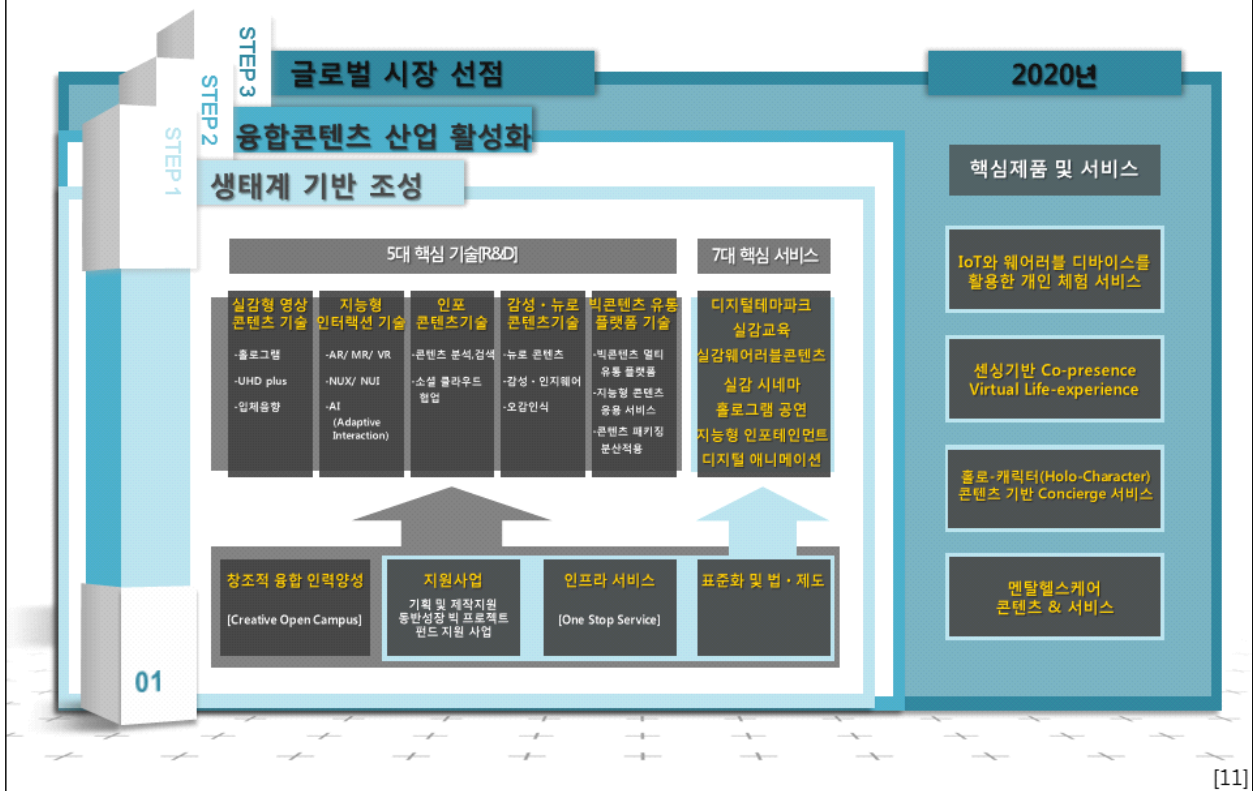 STEP 3
글로벌 시장 선점
2020년
STEP 2
융합콘텐츠 산업 활성화
STEP 1
생태계 기반 조성
핵심제품 및 서비스
IoT와 웨어러블 디바이스를
활용한 개인 체험 서비스
센싱기반 Co-presence
Virtual Life-experience
홀로-캐릭터(Holo-Character)
콘텐츠 기반 Concierge 서비스
멘탈헬스케어
콘텐츠 & 서비스
5대 핵심 기술[R&D]
7대 핵심 서비스
실감형 영상
콘텐츠 기술
-홀로그램
-UHD plus
-입체음향
지능형
인터랙션 기술
-AR/ MR/ VR
-NUX/ NUI
-AI
(Adaptive
Interaction)
인포
콘텐츠기술
-콘텐츠 분석,검색
-소셜 클라우드
협업
감성・뉴로
콘텐츠기술
-뉴로 콘텐츠
-감성・인지웨어
-오감인식
빅콘텐츠 유통
플랫폼 기술
-빅콘텐츠 멀티
유통 플랫폼
-지능형 콘텐츠
응용 서비스
-콘텐츠 패키징
분산적용
디지털테마파크
실감교육
실감웨어러블콘텐츠
실감 시네마
홀로그램 공연
지능형 인포테인먼트
디지털 애니메이션
창조적 융합 인력양성
[Creative Open Campus]
지원사업
기획 및 제작지원
동반성장 빅 프로젝트
펀드 지원 사업
인프라 서비스
[One Stop Service]
표준화 및 법・제도
01
[11]